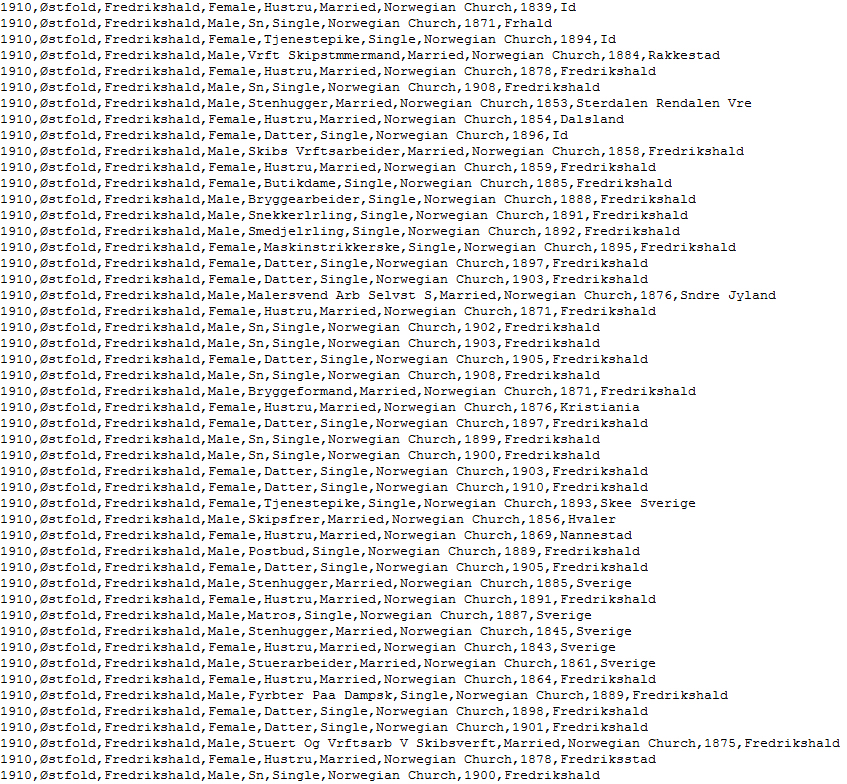 1910,Østfold,Fredrikshald,Female,Hustru,Married,Norwegian Church,1839,Id
1910,Østfold,Fredrikshald,Male,Sn,Single,Norwegian Church,1871,Frhald
1910,Østfold,Fredrikshald,Female,Tjenestepike,Single,Norwegian Church,1894,Id
1910,Østfold,Fredrikshald,Male,Vrft Skipstmmermand,Married,Norwegian Church,1884,Rakkestad
1910,Østfold,Fredrikshald,Female,Hustru,Married,Norwegian Church,1878,Fredrikshald
1910,Østfold,Fredrikshald,Male,Sn,Single,Norwegian Church,1908,Fredrikshald
1910,Østfold,Fredrikshald,Male,Stenhugger,Married,Norwegian Church,1853,Sterdalen Rendalen Vre
1910,Østfold,Fredrikshald,Female,Hustru,Married,Norwegian Church,1854,Dalsland
1910,Østfold,Fredrikshald,Female,Datter,Single,Norwegian Church,1896,Id
1910,Østfold,Fredrikshald,Male,Skibs Vrftsarbeider,Married,Norwegian Church,1858,Fredrikshald
1910,Østfold,Fredrikshald,Female,Hustru,Married,Norwegian Church,1859,Fredrikshald
1910,Østfold,Fredrikshald,Female,Butikdame,Single,Norwegian Church,1885,Fredrikshald
1910,Østfold,Fredrikshald,Male,Bryggearbeider,Single,Norwegian Church,1888,Fredrikshald
1910,Østfold,Fredrikshald,Male,Snekkerlrling,Single,Norwegian Church,1891,Fredrikshald
1910,Østfold,Fredrikshald,Male,Smedjelrling,Single,Norwegian Church,1892,Fredrikshald
1910,Østfold,Fredrikshald,Female,Maskinstrikkerske,Single,Norwegian Church,1895,Fredrikshald
1910,Østfold,Fredrikshald,Female,Datter,Single,Norwegian Church,1897,Fredrikshald
1910,Østfold,Fredrikshald,Female,Datter,Single,Norwegian Church,1903,Fredrikshald
1910,Østfold,Fredrikshald,Male,Malersvend Arb Selvst S,Married,Norwegian Church,1876,Sndre Jyland
1910,Østfold,Fredrikshald,Female,Hustru,Married,Norwegian Church,1871,Fredrikshald
1910,Østfold,Fredrikshald,Male,Sn,Single,Norwegian Church,1902,Fredrikshald
1910,Østfold,Fredrikshald,Male,Sn,Single,Norwegian Church,1903,Fredrikshald
1910,Østfold,Fredrikshald,Female,Datter,Single,Norwegian Church,1905,Fredrikshald
1910,Østfold,Fredrikshald,Male,Sn,Single,Norwegian Church,1908,Fredrikshald
1910,Østfold,Fredrikshald,Male,Bryggeformand,Married,Norwegian Church,1871,Fredrikshald
1910,Østfold,Fredrikshald,Female,Hustru,Married,Norwegian Church,1876,Kristiania
1910,Østfold,Fredrikshald,Female,Datter,Single,Norwegian Church,1897,Fredrikshald
1910,Østfold,Fredrikshald,Male,Sn,Single,Norwegian Church,1899,Fredrikshald
1910,Østfold,Fredrikshald,Male,Sn,Single,Norwegian Church,1900,Fredrikshald
1910,Østfold,Fredrikshald,Female,Datter,Single,Norwegian Church,1903,Fredrikshald
1910,Østfold,Fredrikshald,Female,Datter,Single,Norwegian Church,1910,Fredrikshald
1910,Østfold,Fredrikshald,Female,Tjenestepike,Single,Norwegian Church,1893,Skee Sverige
1910,Østfold,Fredrikshald,Male,Skipsfrer,Married,Norwegian Church,1856,Hvaler
1910,Østfold,Fredrikshald,Female,Hustru,Married,Norwegian Church,1869,Nannestad
1910,Østfold,Fredrikshald,Male,Postbud,Single,Norwegian Church,1889,Fredrikshald
1910,Østfold,Fredrikshald,Female,Datter,Single,Norwegian Church,1905,Fredrikshald
1910,Østfold,Fredrikshald,Male,Stenhugger,Married,Norwegian Church,1885,Sverige
1910,Østfold,Fredrikshald,Female,Hustru,Married,Norwegian Church,1891,Fredrikshald
1910,Østfold,Fredrikshald,Male,Matros,Single,Norwegian Church,1887,Sverige
1910,Østfold,Fredrikshald,Male,Stenhugger,Married,Norwegian Church,1845,Sverige
1910,Østfold,Fredrikshald,Female,Hustru,Married,Norwegian Church,1843,Sverige
1910,Østfold,Fredrikshald,Male,Stuerarbeider,Married,Norwegian Church,1861,Sverige
1910,Østfold,Fredrikshald,Female,Hustru,Married,Norwegian Church,1864,Fredrikshald
1910,Østfold,Fredrikshald,Male,Fyrbter Paa Dampsk,Single,Norwegian Church,1889,Fredrikshald
1910,Østfold,Fredrikshald,Female,Datter,Single,Norwegian Church,1898,Fredrikshald
1910,Østfold,Fredrikshald,Female,Datter,Single,Norwegian Church,1901,Fredrikshald
1910,Østfold,Fredrikshald,Male,Stuert Og Vrftsarb V Skibsverft,Married,Norwegian Church,1875,Fredrikshald
1910,Østfold,Fredrikshald,Female,Hustru,Married,Norwegian Church,1878,Fredriksstad
1910,Østfold,Fredrikshald,Male,Sn,Single,Norwegian Church,1900,Fredrikshald